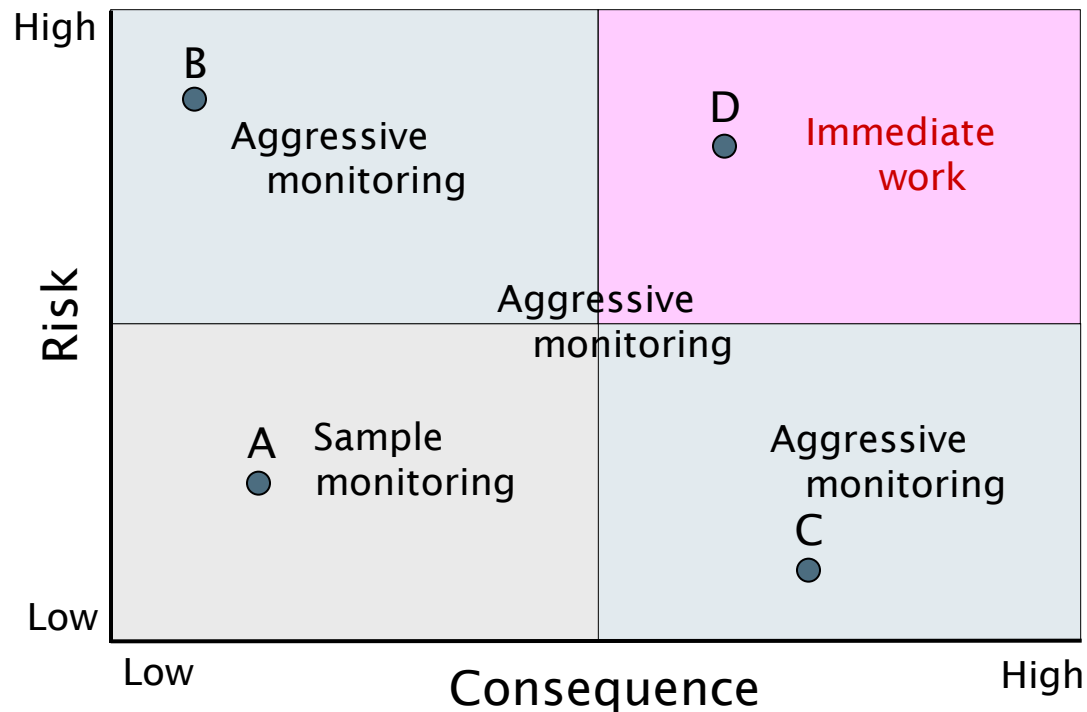 High
B
D
Aggressive
monitoring
Immediate
work
Risk
Aggressive
monitoring
A
Sample
monitoring
Aggressive
monitoring
C
Low
Low
Consequence
High